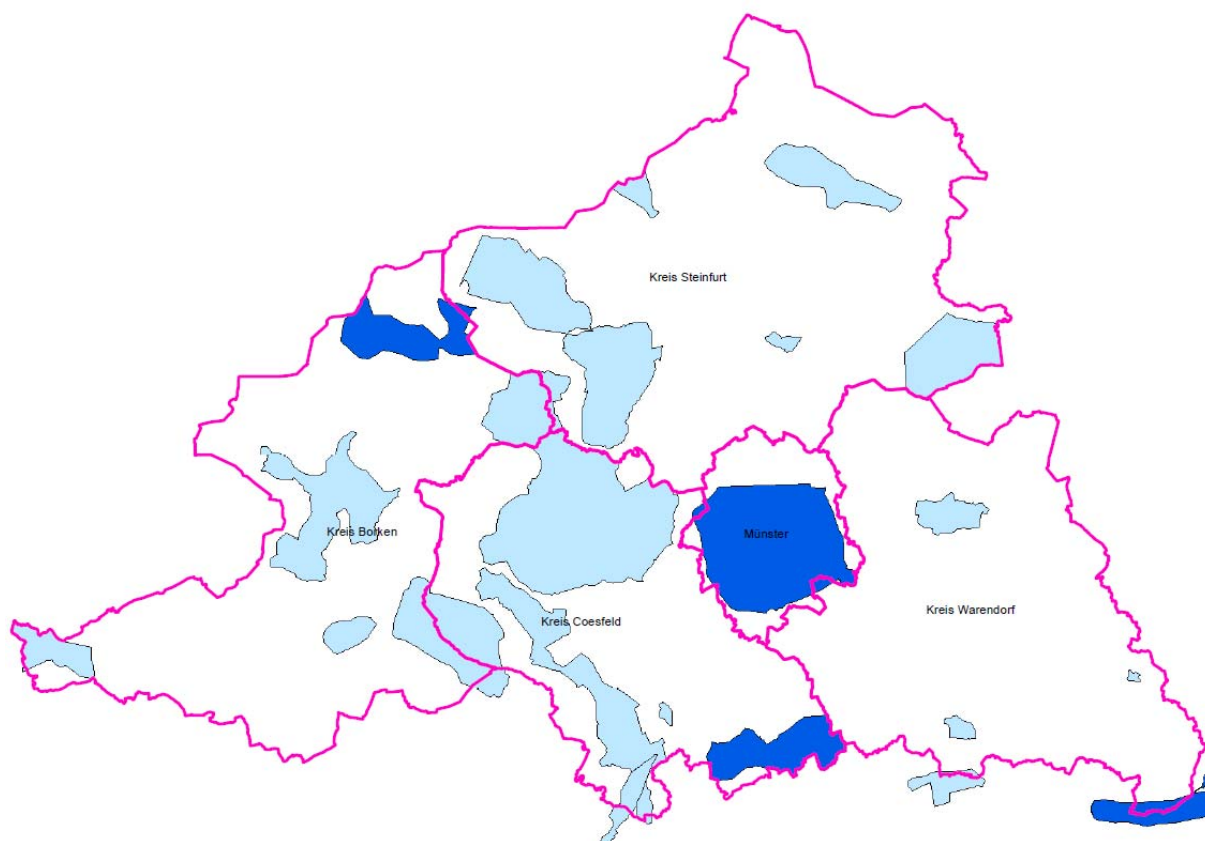 Kreis Steinfurt
Kreis Borken
Münster
Kreis Warendorf
Kreis Coesfeld